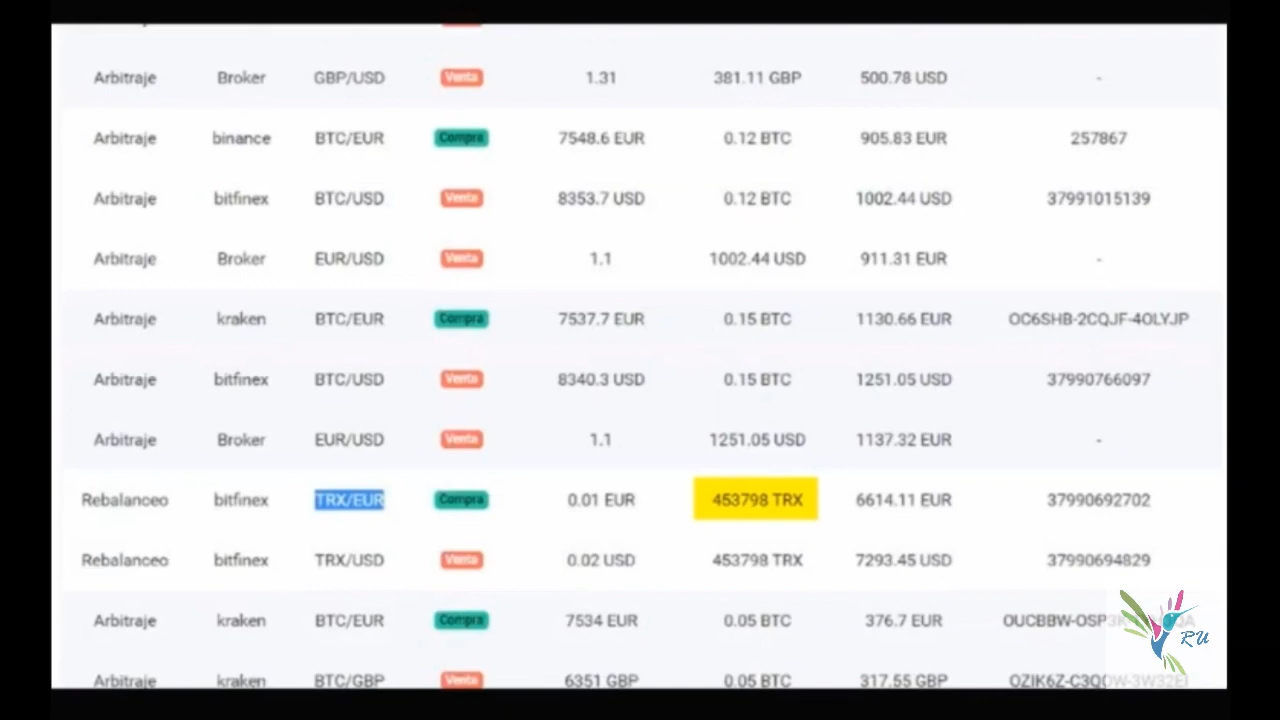 Arbitraje Broker GBP/USD Venta 1.31 381.11 GBP 500.78 USD -
Arbitraje binance BTC/EUR Compra 7548.6 EUR 0.12 BTC 905.83 EUR 257867
Arbitraje bitfinex BTC/USD Venta 8353.7 USD 0.12 BTC 1002.44 USD 37991015139
Arbitraje Broker EUR/USD Venta 1.1 1002.44 USD 911.31 EUR -
Arbitraje kraken BTC/EUR Compra 7537.7 EUR 0.15 BTC 1130.66 EUR OC6SHB-2CQJF-4OLYJP
Arbitraje bitfinex BTC/USD Venta 8340.3 USD 0.15 BTC 1251.05 USD 37990766097
Arbitraje Broker EUR/USD Venta 1.1 1251.05 USD 1137.32 EUR -
Rebalanceo bitfinex TRX/EUR Compra 0.01 EUR 453798 TRX 6614.11 EUR 37990692702
Rebalanceo bitfinex TRX/USD Venta 0.02 USD 453798 TRX 7293.45 USD 37990694829
Arbitraje kraken BTC/EUR Compra 7534 EUR 0.05 BTC 376.7 EUR
Arbitraje kraken BTC/GBP Venta 6351 GBP 0.05 BTC 317.55 GBP
RU